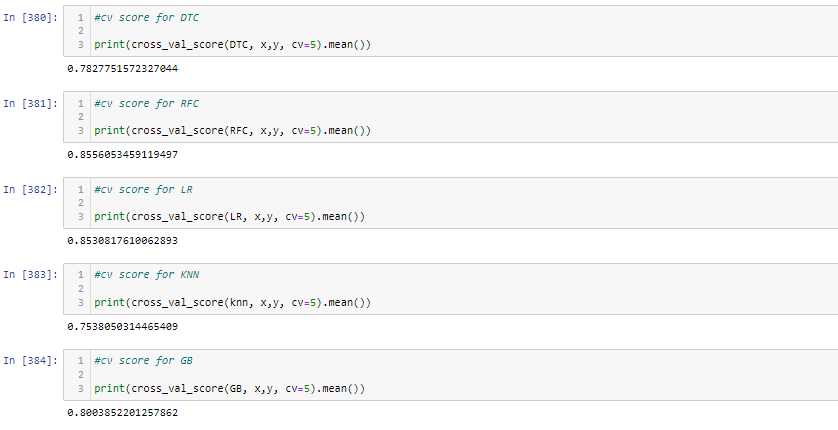 In [380]: 1 #cv score for DTC
2
3 print(cross_val_score(DTC, x,y, cv=5).mean())
0.7827751572327044
In [381]: 1 #cv score for RFC
2
3 print(cross_val_score(RFC, x,y, cv=5).mean())
0.8556053459119497
In [382]: 1 #cv score for LR
2
3 print(cross_val_score(LR, x,y, cv=5).mean())
0.8530817610062893
In [383]: 1 #cv score for KNN
2
3 print(cross_val_score(knn, x,y, cv=5).mean())
0.7538050314465409
In [384]: 1 #cv score for GB
2
3 print(cross_val_score(GB, x,y, cv=5).mean())
0.8003852201257862